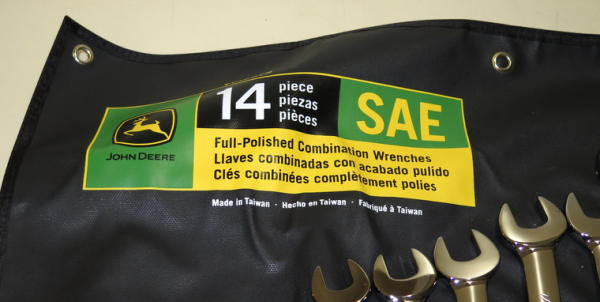 14
piece
piezas
pièces
SAE
JOHN DEERE
Full-Polished Combination Wrenches
Llaves combinadas con acabado pulido
Clés combinées complètement polies
Made in Taiwan · Hecho en Taiwan · Fabriqué à Taiwan